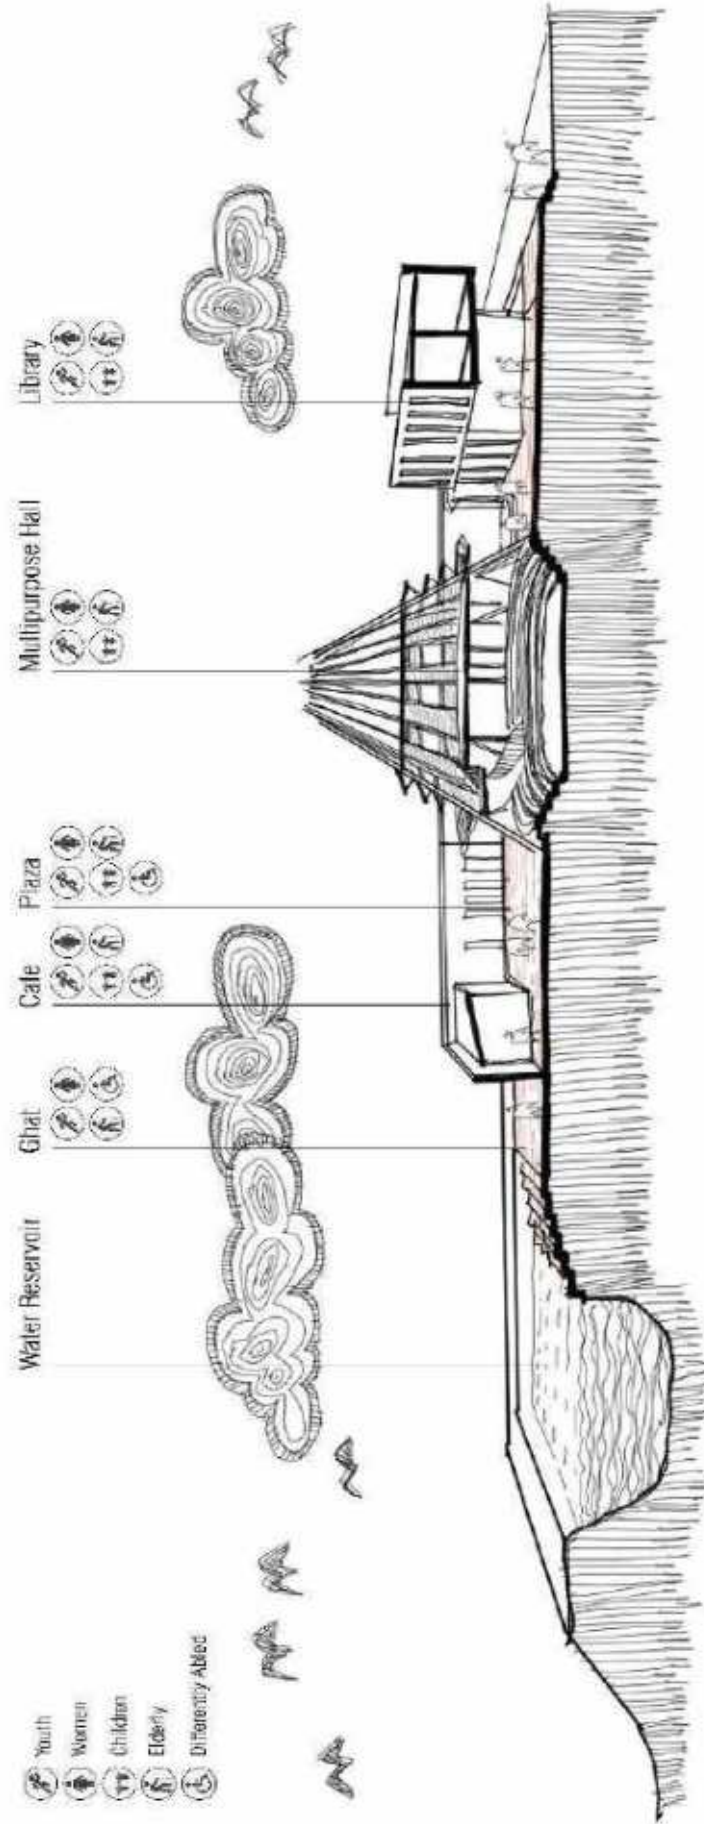 Youth
Women
Children
Elderly
Differently Abled
Water Reservoir
Ghat
Cafe
Plaza
Multipurpose Hall
Library